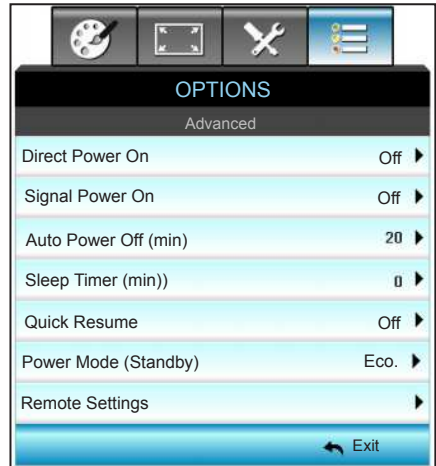 OPTIONS
Advanced
Direct Power On Off
Signal Power On Off
Auto Power Off (min) 20
Sleep Timer (min)) 0
Quick Resume Off
Power Mode (Standby) Eco.
Remote Settings
Exit